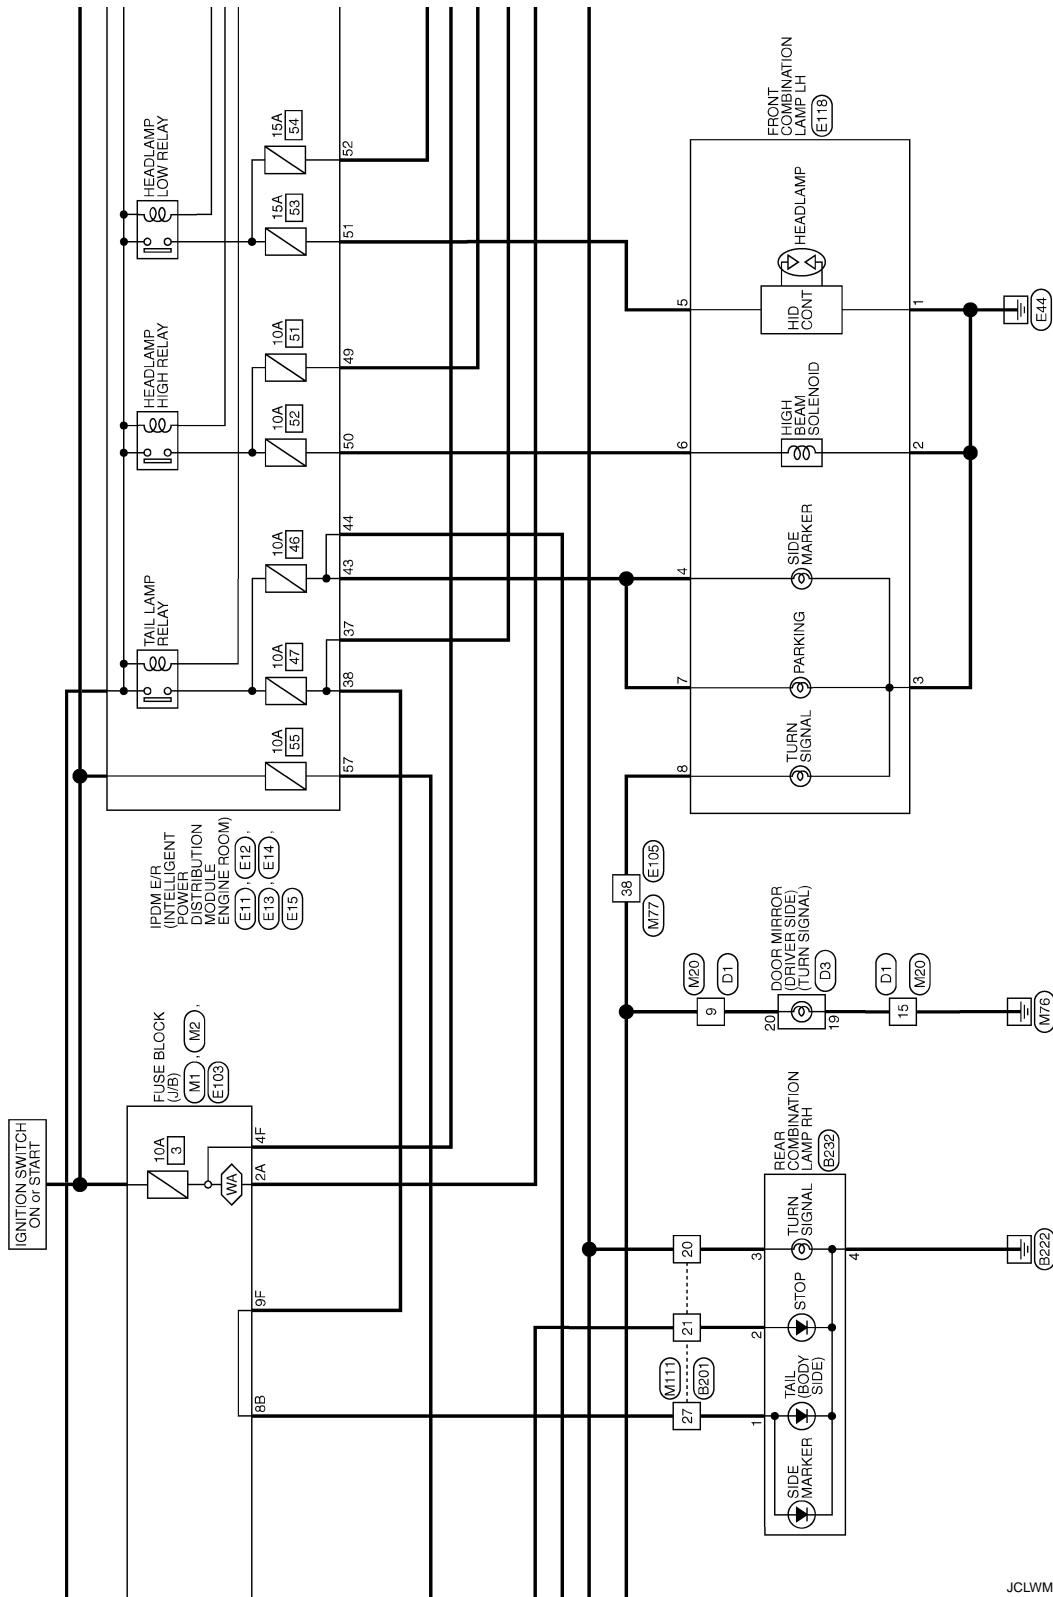 IGNITION SWITCH
ON or START
FUSE BLOCK
(J/B)
M1 , M2 ,
E103
10A
3
WA
8B
9F
2A
4F
IPDM E/R
(INTELLIGENT
POWER
DISTRIBUTION
MODULE
ENGINE ROOM)
E11 , E12 ,
E13 , E14 ,
E15
TAIL LAMP
RELAY
HEADLAMP
HIGH RELAY
HEADLAMP
LOW RELAY
10A
55
10A
47
10A
46
10A
52
10A
51
15A
53
15A
54
57
38
37
43
44
50
49
51
52
M111
B201
27
21
20
REAR
COMBINATION
LAMP RH
B232
1
2
3
4
SIDE
MARKER
TAIL
(BODY
SIDE)
STOP
TURN
SIGNAL
B222
M20
D1
9
DOOR MIRROR
(DRIVER SIDE)
(TURN SIGNAL)
D3
20
19
D1
M20
15
M76
38
M77
E105
FRONT
COMBINATION
LAMP LH
E118
8
7
4
6
5
TURN
SIGNAL
PARKING
SIDE
MARKER
HIGH
BEAM
SOLENOID
HID
CONT
HEADLAMP
3
2
1
E44
JCLWM